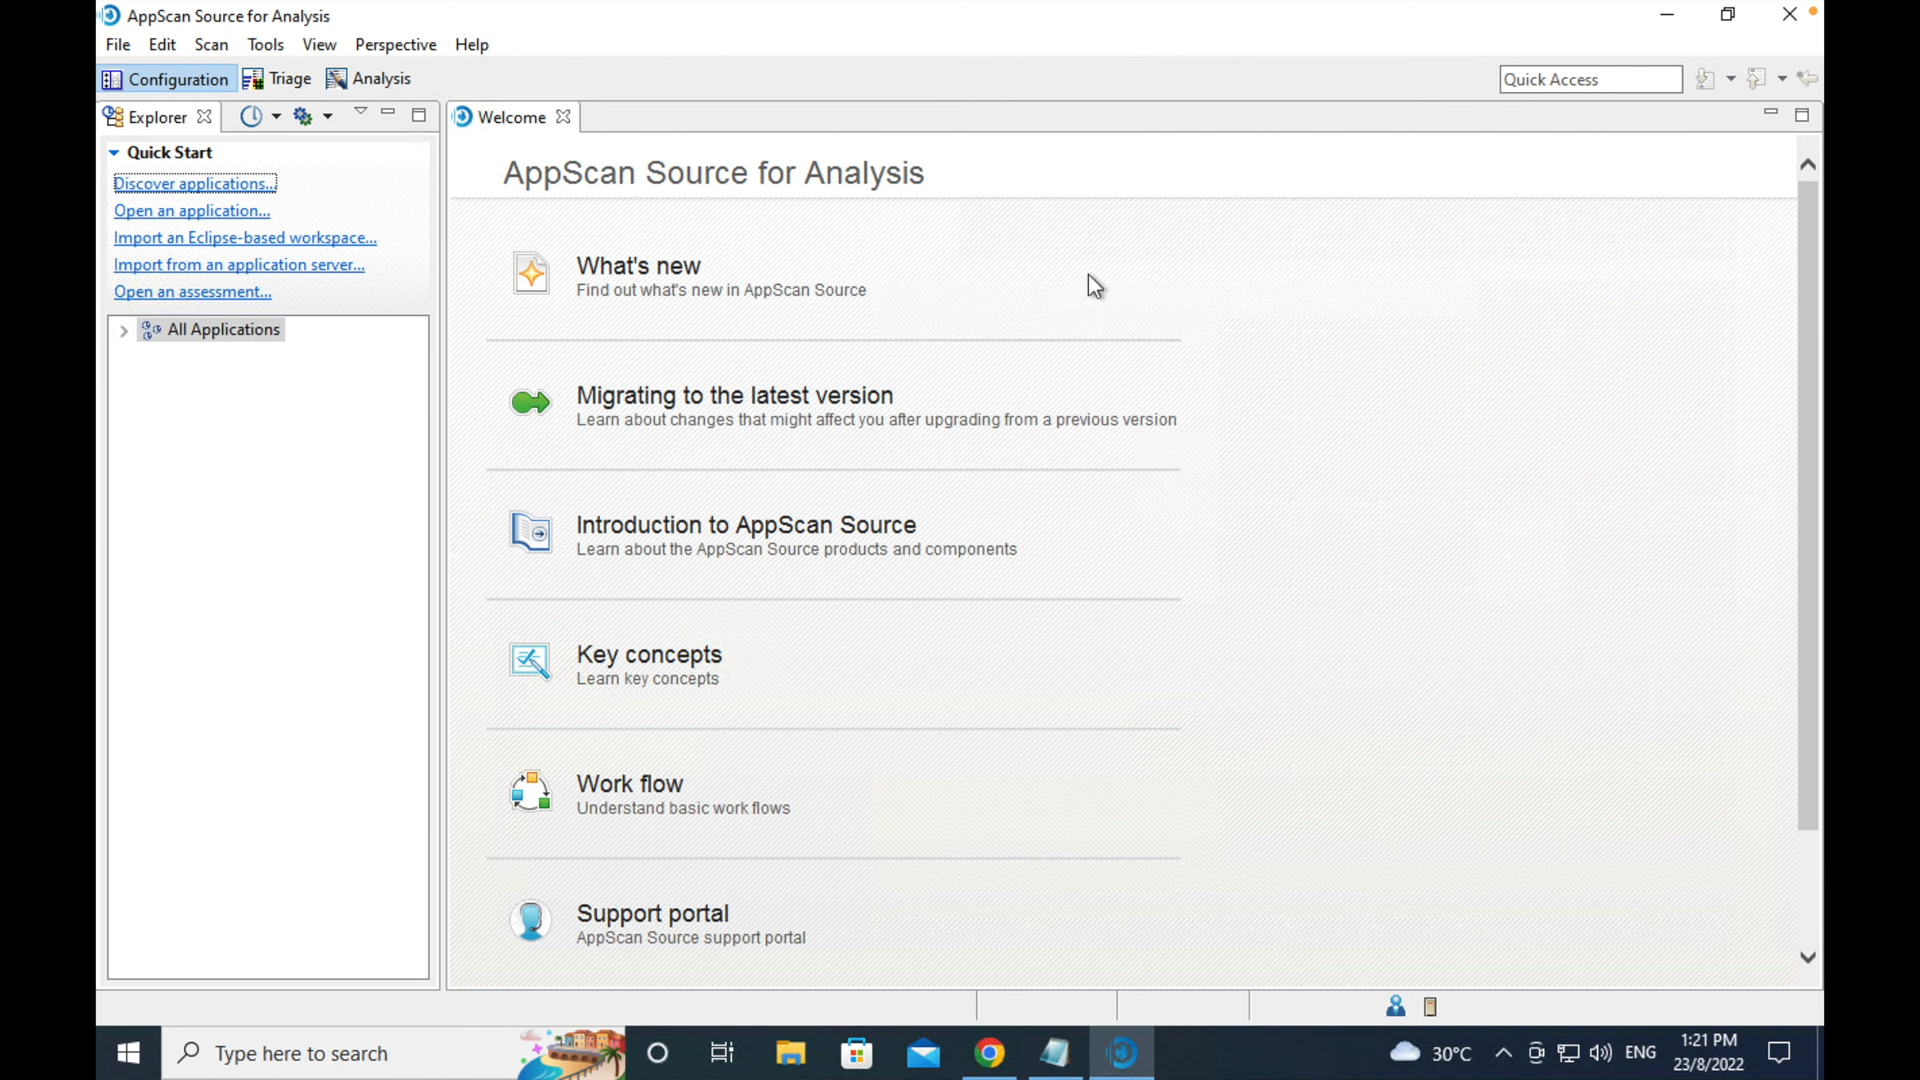 AppScan Source for Analysis
File Edit Scan Tools View Perspective Help
Configuration Triage Analysis Quick Access
Explorer Welcome
Quick Start
Discover applications...
Open an application...
Import an Eclipse-based workspace...
Import from an application server...
Open an assessment...
All Applications
AppScan Source for Analysis
What's new
Find out what's new in AppScan Source
Migrating to the latest version
Learn about changes that might affect you after upgrading from a previous version
Introduction to AppScan Source
Learn about the AppScan Source products and components
Key concepts
Learn key concepts
Work flow
Understand basic work flows
Support portal
AppScan Source support portal
Type here to search
30°C
ENG
1:21 PM
23/8/2022